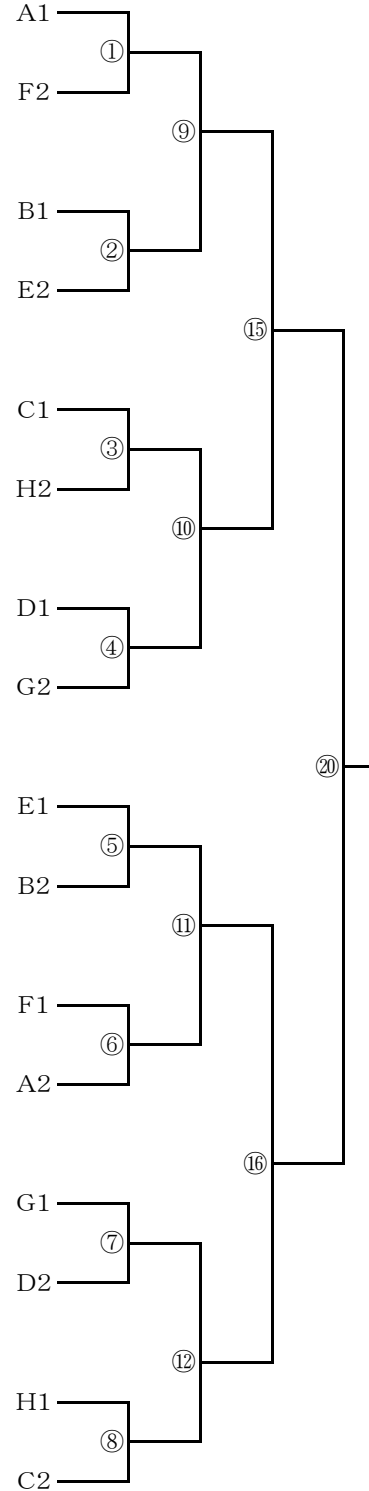 A1
①
F2
⑨
B1
②
E2
⑮
C1
③
H2
⑩
D1
④
G2
⑳
E1
⑤
B2
⑪
F1
⑥
A2
⑯
G1
⑦
D2
⑫
H1
⑧
C2